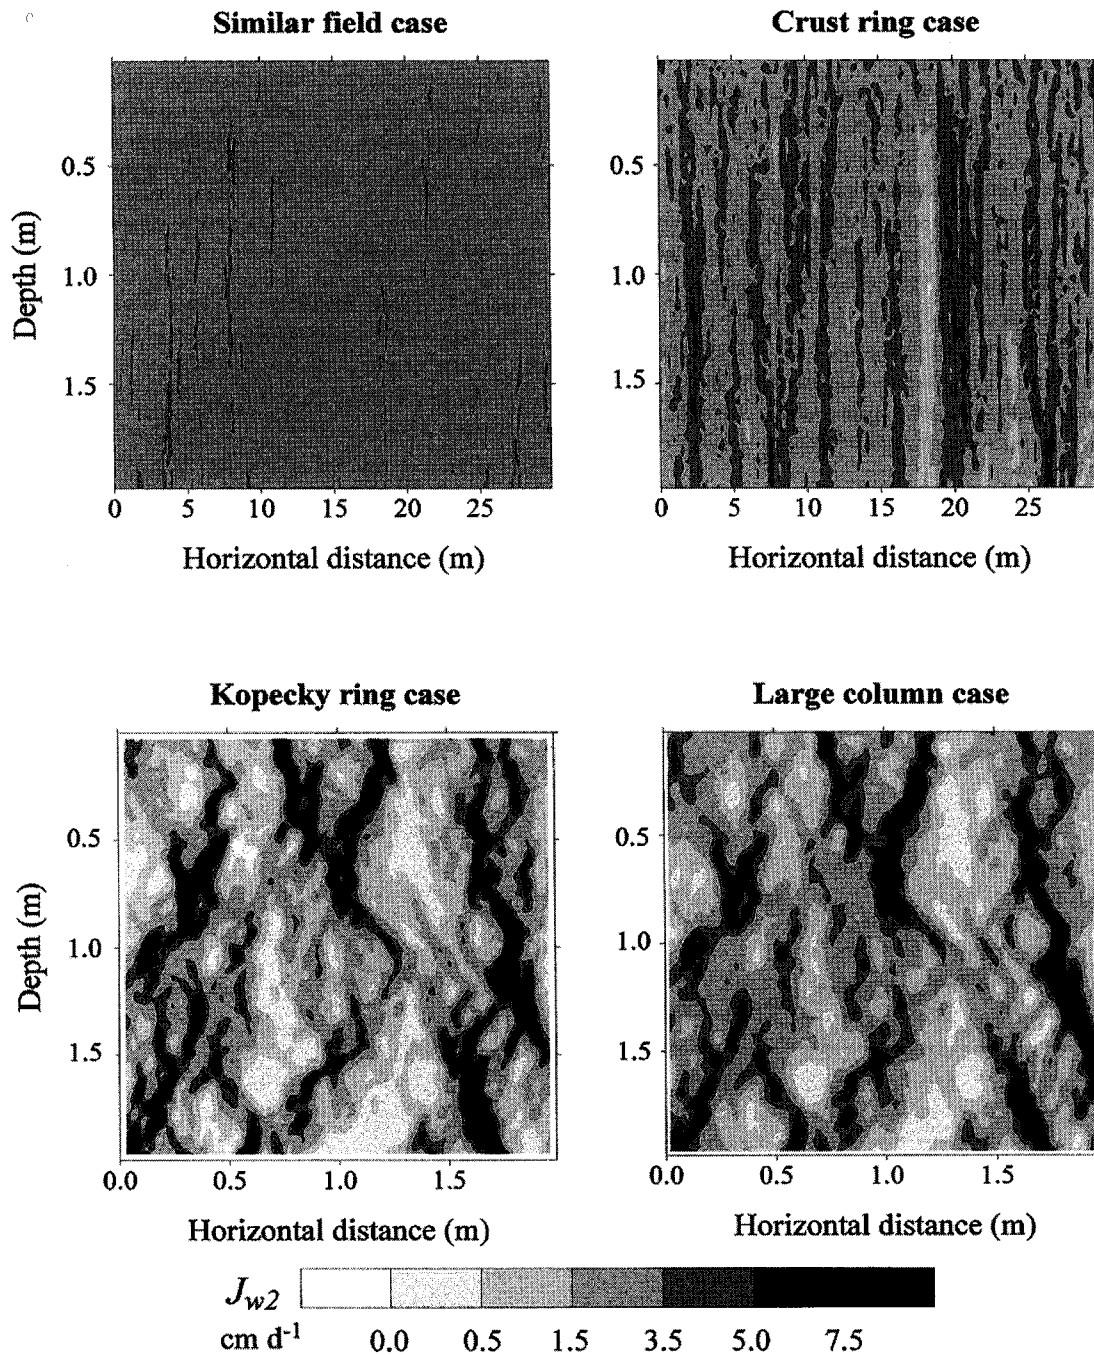 Similar field case
Crust ring case
0.5
1.0
1.5
Depth (m)
0 5 10 15 20 25
Horizontal distance (m)
0.5
1.0
1.5
0 5 10 15 20 25
Horizontal distance (m)
Kopecky ring case
Large column case
0.5
1.0
1.5
Depth (m)
0.0 0.5 1.0 1.5
Horizontal distance (m)
0.5
1.0
1.5
0.0 0.5 1.0 1.5
Horizontal distance (m)
J_{w2}
cm d⁻¹ 0.0 0.5 1.5 3.5 5.0 7.5